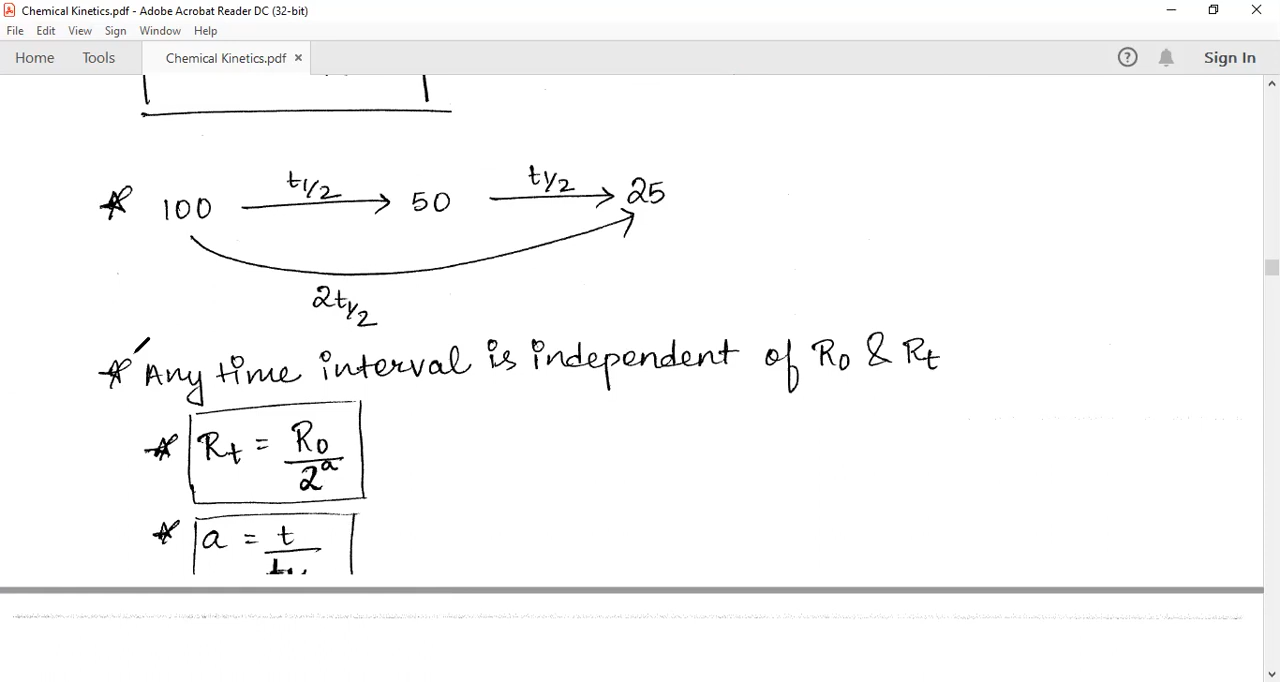 Chemical Kinetics.pdf - Adobe Acrobat Reader DC (32-bit)
File Edit View Sign Window Help
Home Tools Chemical Kinetics.pdf × ? Sign In
* 100 t1/2 → 50 t1/2 → 25
2t1/2
* Any time interval is independent of R0 & Rt
* Rt = R0/2^a
* a = t